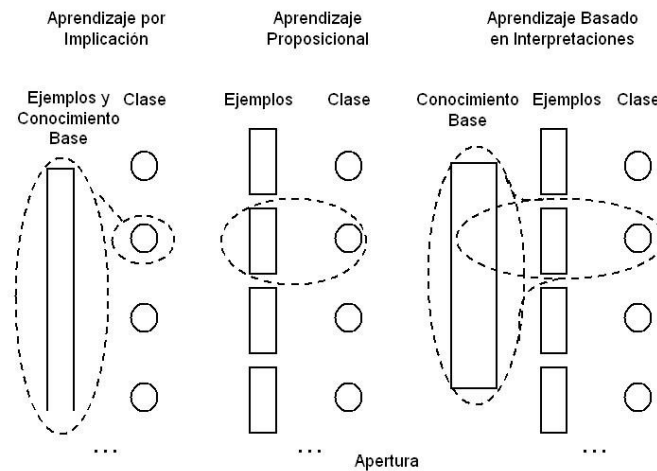 Aprendizaje por
Implicación
Aprendizaje
Proposicional
Aprendizaje Basado
en Interpretaciones
Ejemplos y
Conocimiento
Base
Clase
Ejemplos
Clase
Conocimiento
Base
Ejemplos
Clase
...
...
...
Apertura